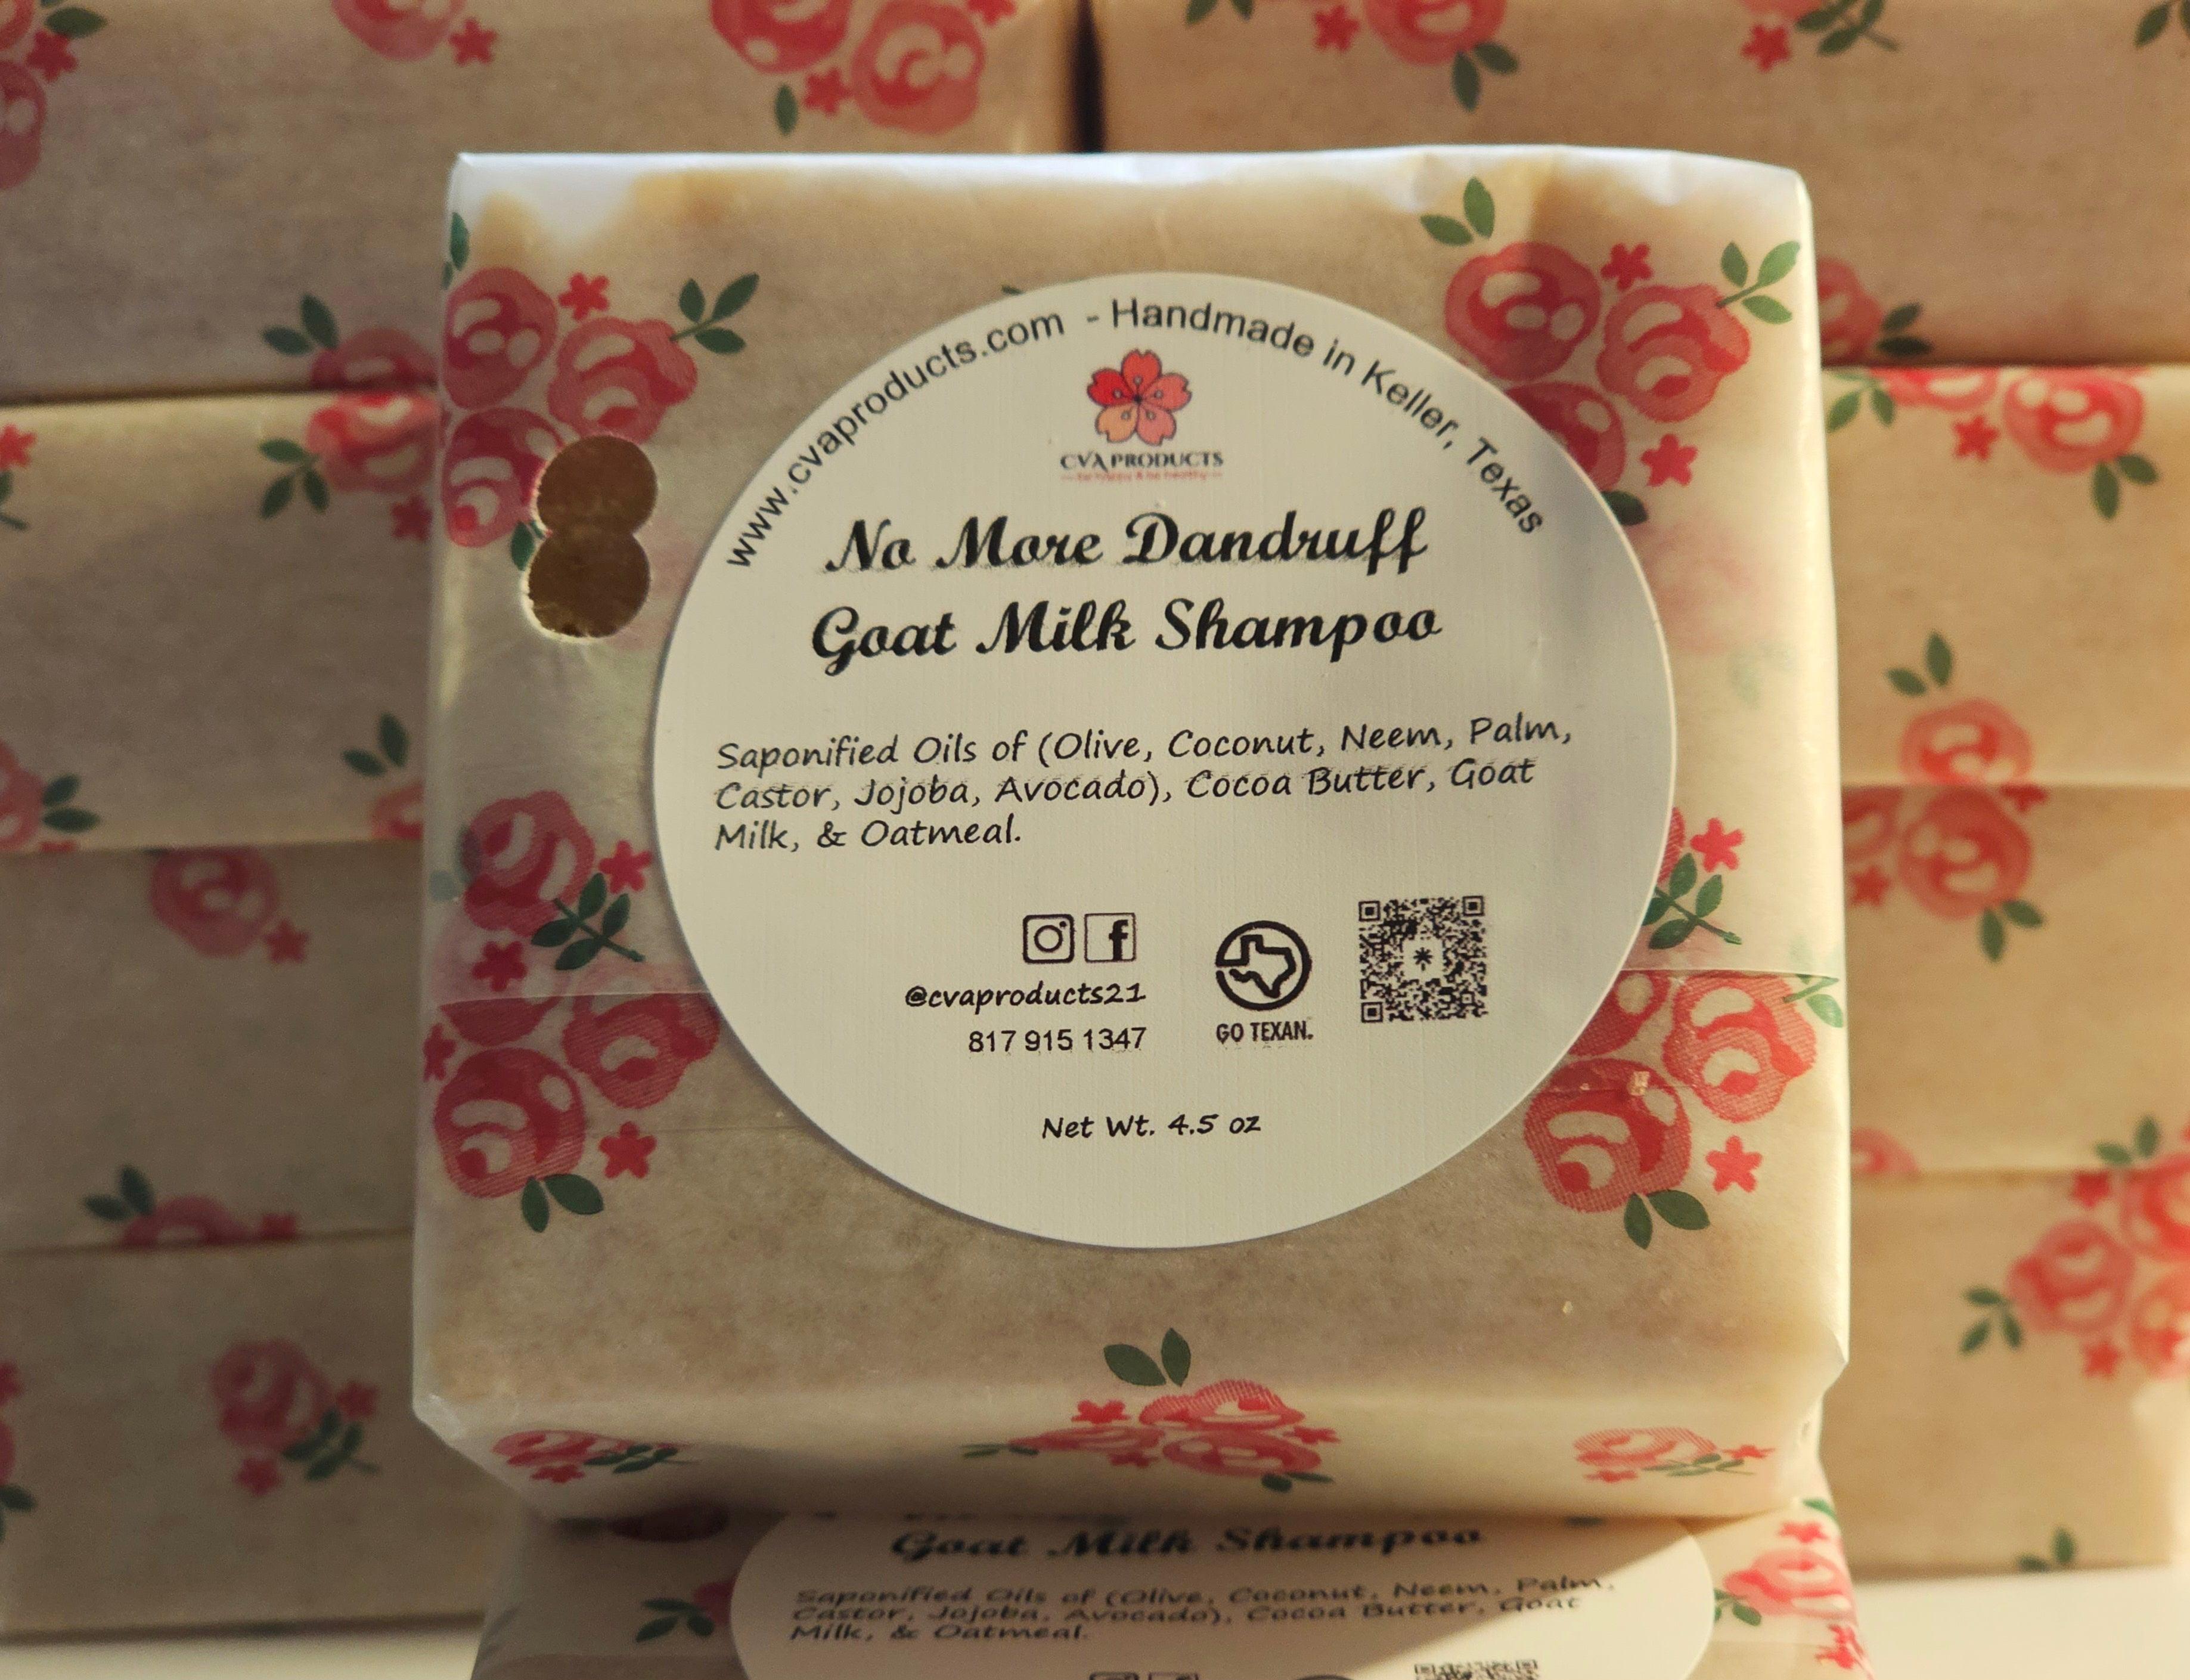 www.cvaproducts.com - Handmade in Keller, Texas
CVA PRODUCTS
No More Dandruff
Goat Milk Shampoo
Saponified Oils of (Olive, Coconut, Neem, Palm,
Castor, Jojoba, Avocado), Cocoa Butter, Goat
Milk, & Oatmeal.
@cvaproducts21
817 915 1347
GO TEXAN.
Net Wt. 4.5 oz
Goat Milk Shampoo
Saponified Oils of (Olive, Coconut, Neem, Palm,
Castor, Jojoba, Avocado), Cocoa Butter, Goat
Milk, & Oatmeal.